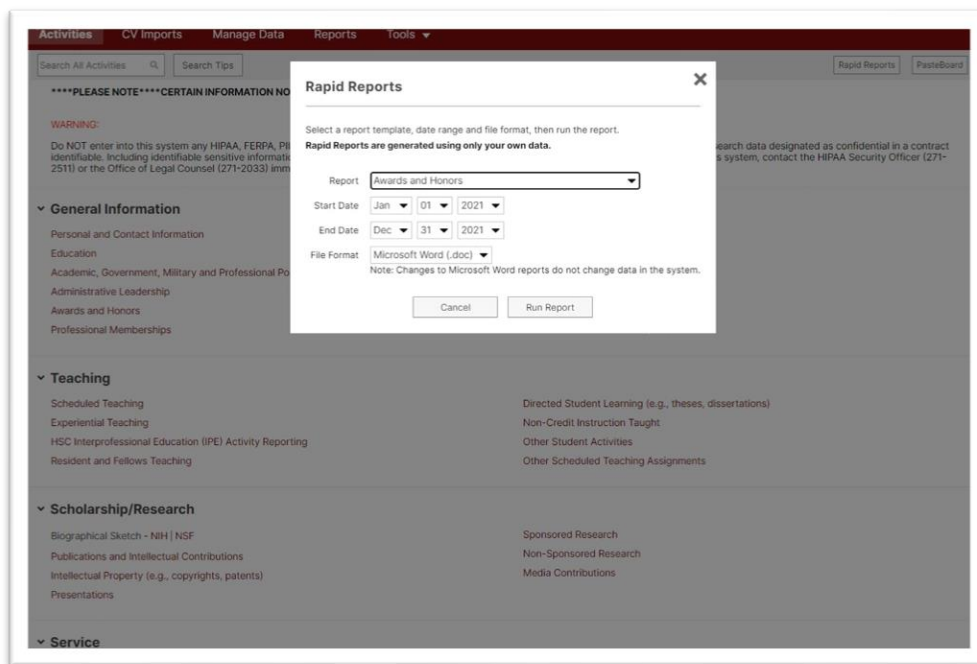 Activities CV Imports Manage Data Reports Tools
Search All Activities Search Tips Rapid Reports PasteBoard
****PLEASE NOTE****CERTAIN INFORMATION NO
WARNING:
Do NOT enter into this system any HIPAA, FERPA, PII search data designated as confidential in a contract
identifiable. Including identifiable sensitive informatic s system, contact the HIPAA Security Officer (271-
2511) or the Office of Legal Counsel (271-2033) imm
Rapid Reports
Select a report template, date range and file format, then run the report.
Rapid Reports are generated using only your own data.
Report Awards and Honors
Start Date Jan 01 2021
End Date Dec 31 2021
File Format Microsoft Word (.doc)
Note: Changes to Microsoft Word reports do not change data in the system.
Cancel Run Report
General Information
Personal and Contact Information
Education
Academic, Government, Military and Professional Po
Administrative Leadership
Awards and Honors
Professional Memberships
Teaching
Scheduled Teaching Directed Student Learning (e.g., theses, dissertations)
Experiential Teaching Non-Credit Instruction Taught
HSC Interprofessional Education (IPE) Activity Reporting Other Student Activities
Resident and Fellows Teaching Other Scheduled Teaching Assignments
Scholarship/Research
Biographical Sketch - NIH | NSF Sponsored Research
Publications and Intellectual Contributions Non-Sponsored Research
Intellectual Property (e.g., copyrights, patents) Media Contributions
Presentations
Service